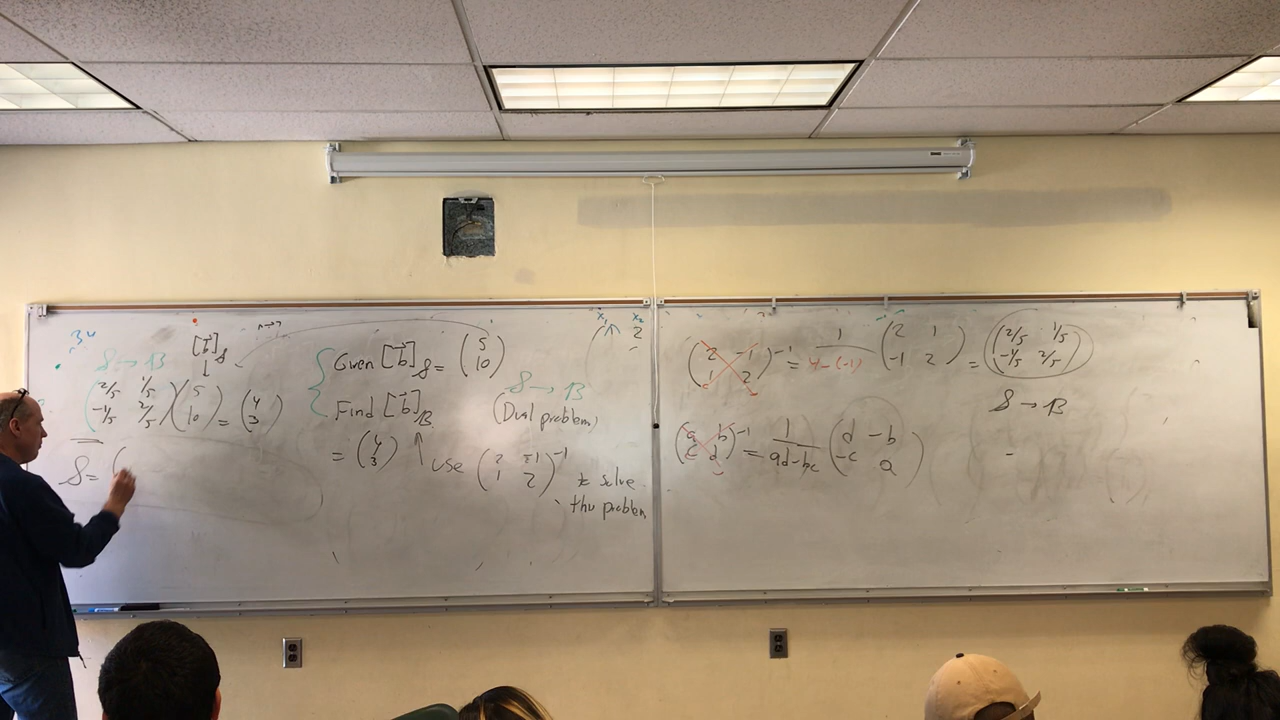 S → B
[b⃗]_S
(2/5 1/5
-1/5 2/5)(5
10) = (4
3)
S = (
Given [b⃗]_S = (5
10)
Find [b⃗]_B
= (4
3) ↑ use (2 -1
1 2)^-1
solve
the problem
S → B
(Dual problem)
x₁ x₂
2
(2 -1
1 2)^-1 = 1/(4-(-1)) (2 1
-1 2) = (2/5 1/5
-1/5 2/5)
S → B
(a b
c d)^-1 = 1/(ad-bc) (d -b
-c a)